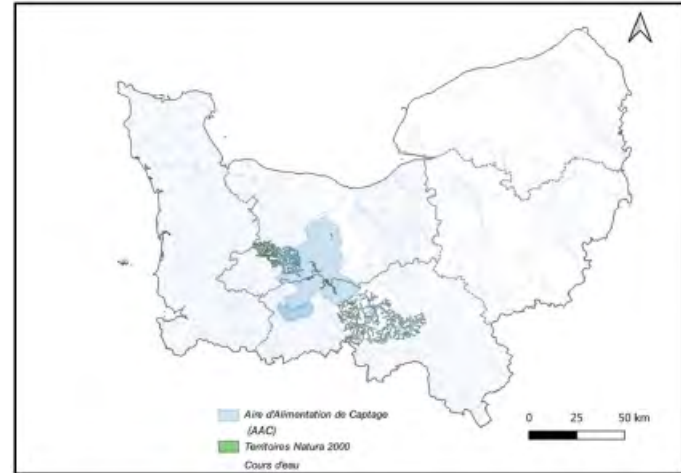 Aire d'Alimentation de Captage
(AAC)
Territoires Natura 2000
Cours d'eau
0 25 50 km